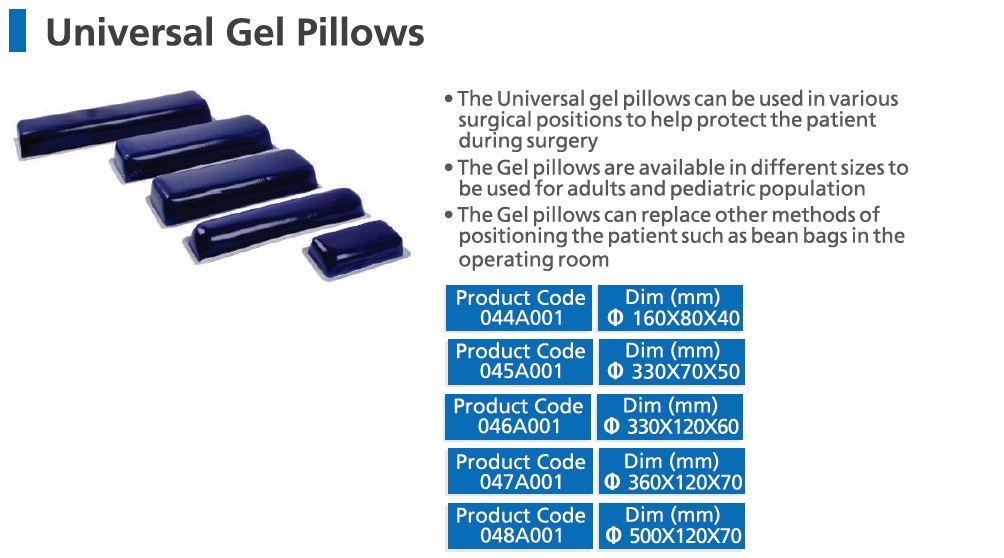 Universal Gel Pillows
• The Universal gel pillows can be used in various
surgical positions to help protect the patient
during surgery
• The Gel pillows are available in different sizes to
be used for adults and pediatric population
• The Gel pillows can replace other methods of
positioning the patient such as bean bags in the
operating room
Product Code
044A001
Dim (mm)
Φ 160X80X40
Product Code
045A001
Dim (mm)
Φ 330X70X50
Product Code
046A001
Dim (mm)
Φ 330X120X60
Product Code
047A001
Dim (mm)
Φ 360X120X70
Product Code
048A001
Dim (mm)
Φ 500X120X70